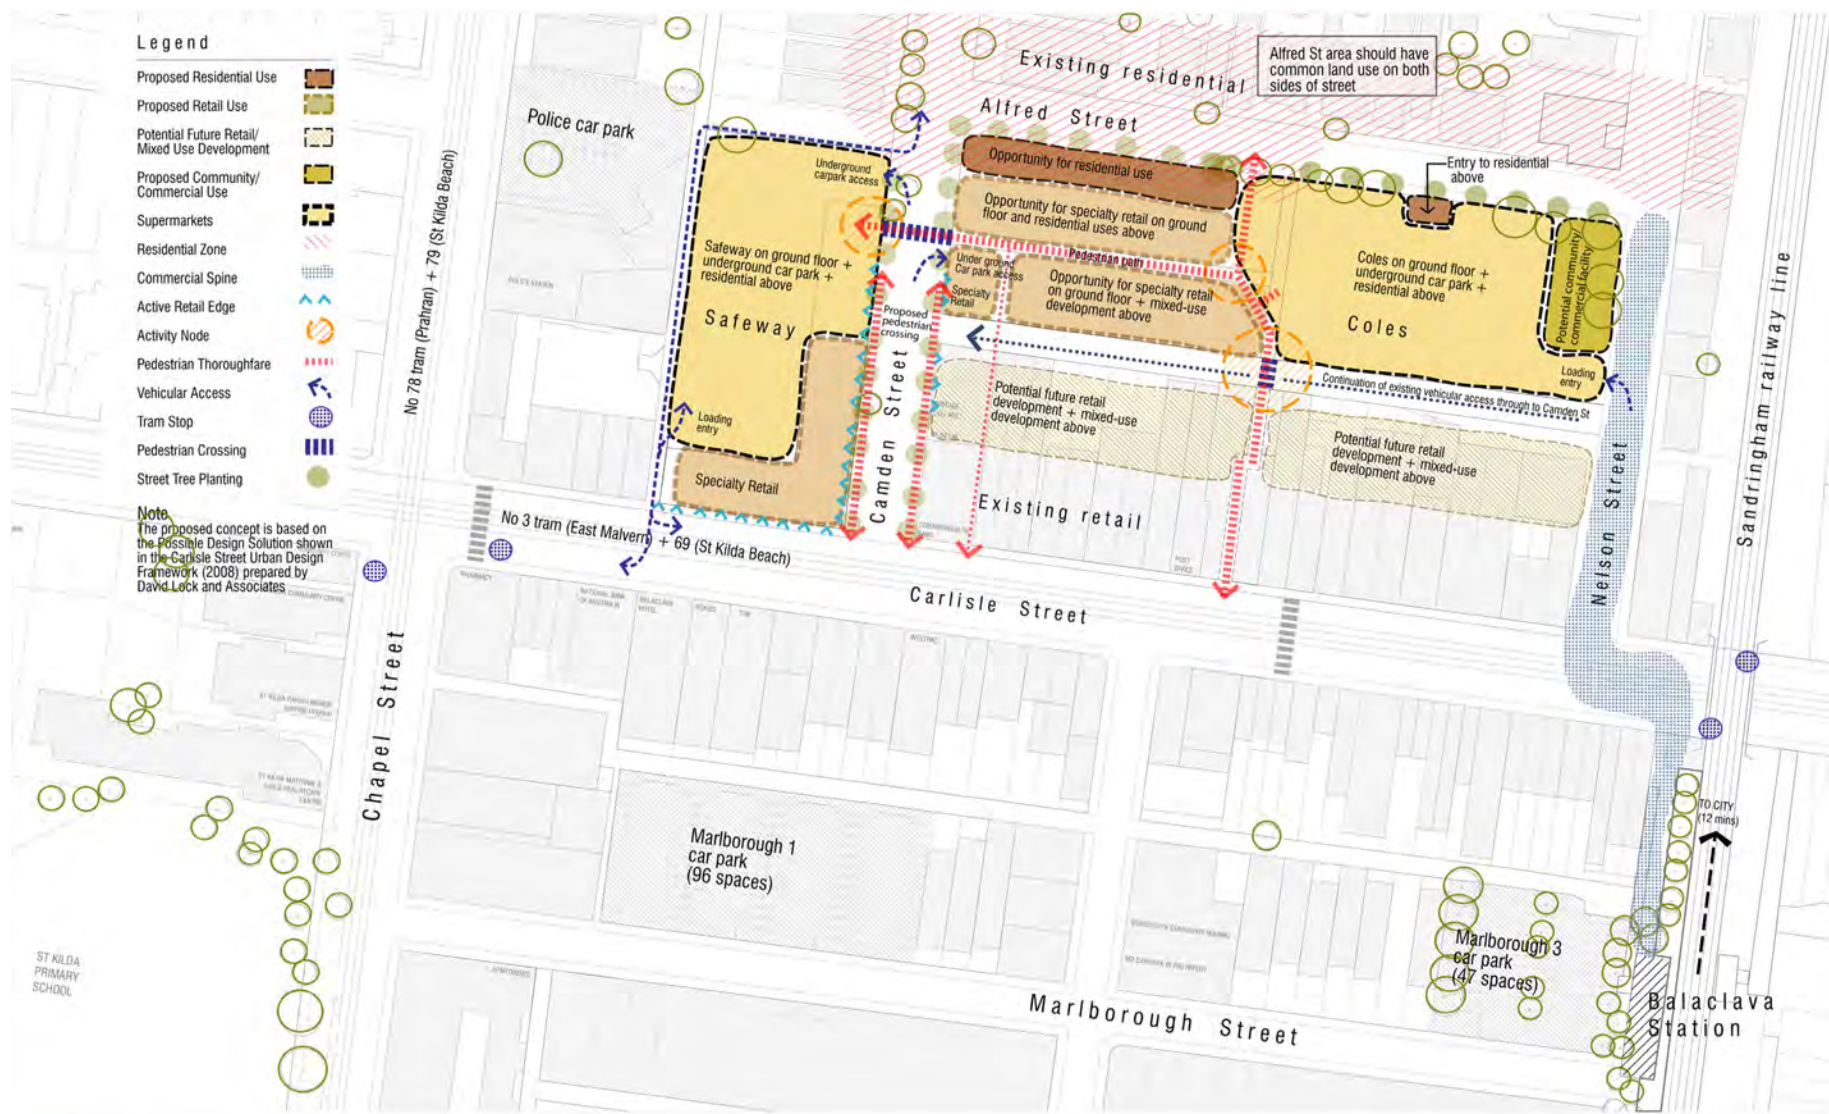 Legend
Proposed Residential Use
Proposed Retail Use
Potential Future Retail/
Mixed Use Development
Proposed Community/
Commercial Use
Supermarkets
Residential Zone
Commercial Spine
Active Retail Edge
Activity Node
Pedestrian Thoroughfare
Vehicular Access
Tram Stop
Pedestrian Crossing
Street Tree Planting
Note
The proposed concept is based on
the Possible Design Solution shown
in the Carlisle Street Urban Design
Framework (2008) prepared by
David Lock and Associates
No 78 tram (Prahran) + 79 (St Kilda Beach)
Chapel Street
Police car park
Existing residential
Alfred Street
Alfred St area should have
common land use on both
sides of street
Underground
carpark access
Opportunity for residential use
Entry to residential
above
Opportunity for specialty retail on ground
floor and residential uses above
Safeway on ground floor +
underground car park +
residential above
Safeway
Pedestrian path
Under ground
Car park access
Specialty
Retail
Opportunity for specialty retail
on ground floor + mixed-use
development above
Coles on ground floor +
underground car park +
residential above
Coles
Potential community/
commercial facility
Proposed
pedestrian
crossing
Loading
entry
Continuation of existing vehicular access through to Camden St
Loading
entry
Camden Street
Potential future retail
development + mixed-use
development above
Potential future retail
development + mixed-use
development above
Specialty Retail
Existing retail
Nelson Street
Sandringham railway line
No 3 tram (East Malvern) + 69 (St Kilda Beach)
POST
OFFICE
PHARMACY
Carlisle Street
WESTPAC
Marlborough 1
car park
(96 spaces)
TO CITY
(12 mins)
Marlborough 3
car park
(47 spaces)
ST KILDA
PRIMARY
SCHOOL
APARTMENTS
Marlborough Street
Balaclava
Station